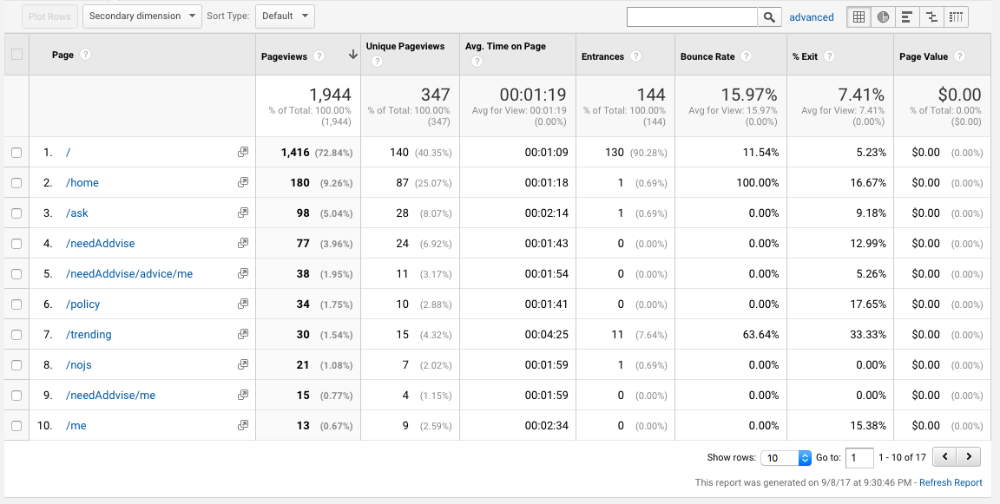 Plot Rows Secondary dimension Sort Type: Default advanced
Page ? Pageviews ? Unique Pageviews ? Avg. Time on Page ? Entrances ? Bounce Rate ? % Exit ? Page Value ?
1,944 347 00:01:19 144 15.97% 7.41% $0.00
% of Total: 100.00% % of Total: 100.00% Avg for View: 00:01:19 % of Total: 100.00% Avg for View: 15.97% Avg for View: 7.41% % of Total: 0.00%
(1,944) (347) (0.00%) (144) (0.00%) (0.00%) ($0.00)
1. / 1,416 (72.84%) 140 (40.35%) 00:01:09 130 (90.28%) 11.54% 5.23% $0.00 (0.00%)
2. /home 180 (9.26%) 87 (25.07%) 00:01:18 1 (0.69%) 100.00% 16.67% $0.00 (0.00%)
3. /ask 98 (5.04%) 28 (8.07%) 00:02:14 1 (0.69%) 0.00% 9.18% $0.00 (0.00%)
4. /needAddvise 77 (3.96%) 24 (6.92%) 00:01:43 0 (0.00%) 0.00% 12.99% $0.00 (0.00%)
5. /needAddvise/advice/me 38 (1.95%) 11 (3.17%) 00:01:54 0 (0.00%) 0.00% 5.26% $0.00 (0.00%)
6. /policy 34 (1.75%) 10 (2.88%) 00:01:41 0 (0.00%) 0.00% 17.65% $0.00 (0.00%)
7. /trending 30 (1.54%) 15 (4.32%) 00:04:25 11 (7.64%) 63.64% 33.33% $0.00 (0.00%)
8. /nojs 21 (1.08%) 7 (2.02%) 00:01:59 1 (0.69%) 0.00% 0.00% $0.00 (0.00%)
9. /needAddvise/me 15 (0.77%) 4 (1.15%) 00:01:59 0 (0.00%) 0.00% 0.00% $0.00 (0.00%)
10. /me 13 (0.67%) 9 (2.59%) 00:02:34 0 (0.00%) 0.00% 15.38% $0.00 (0.00%)
Show rows: 10 Go to: 1 1 - 10 of 17
This report was generated on 9/8/17 at 9:30:46 PM - Refresh Report